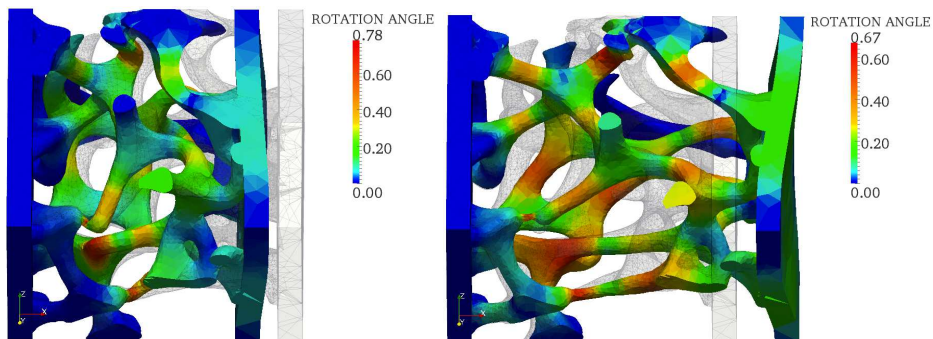 ROTATION ANGLE
0.78
0.60
0.40
0.20
0.00
Z
X
Y
ROTATION ANGLE
0.67
0.60
0.40
0.20
0.00
Z
X
Y